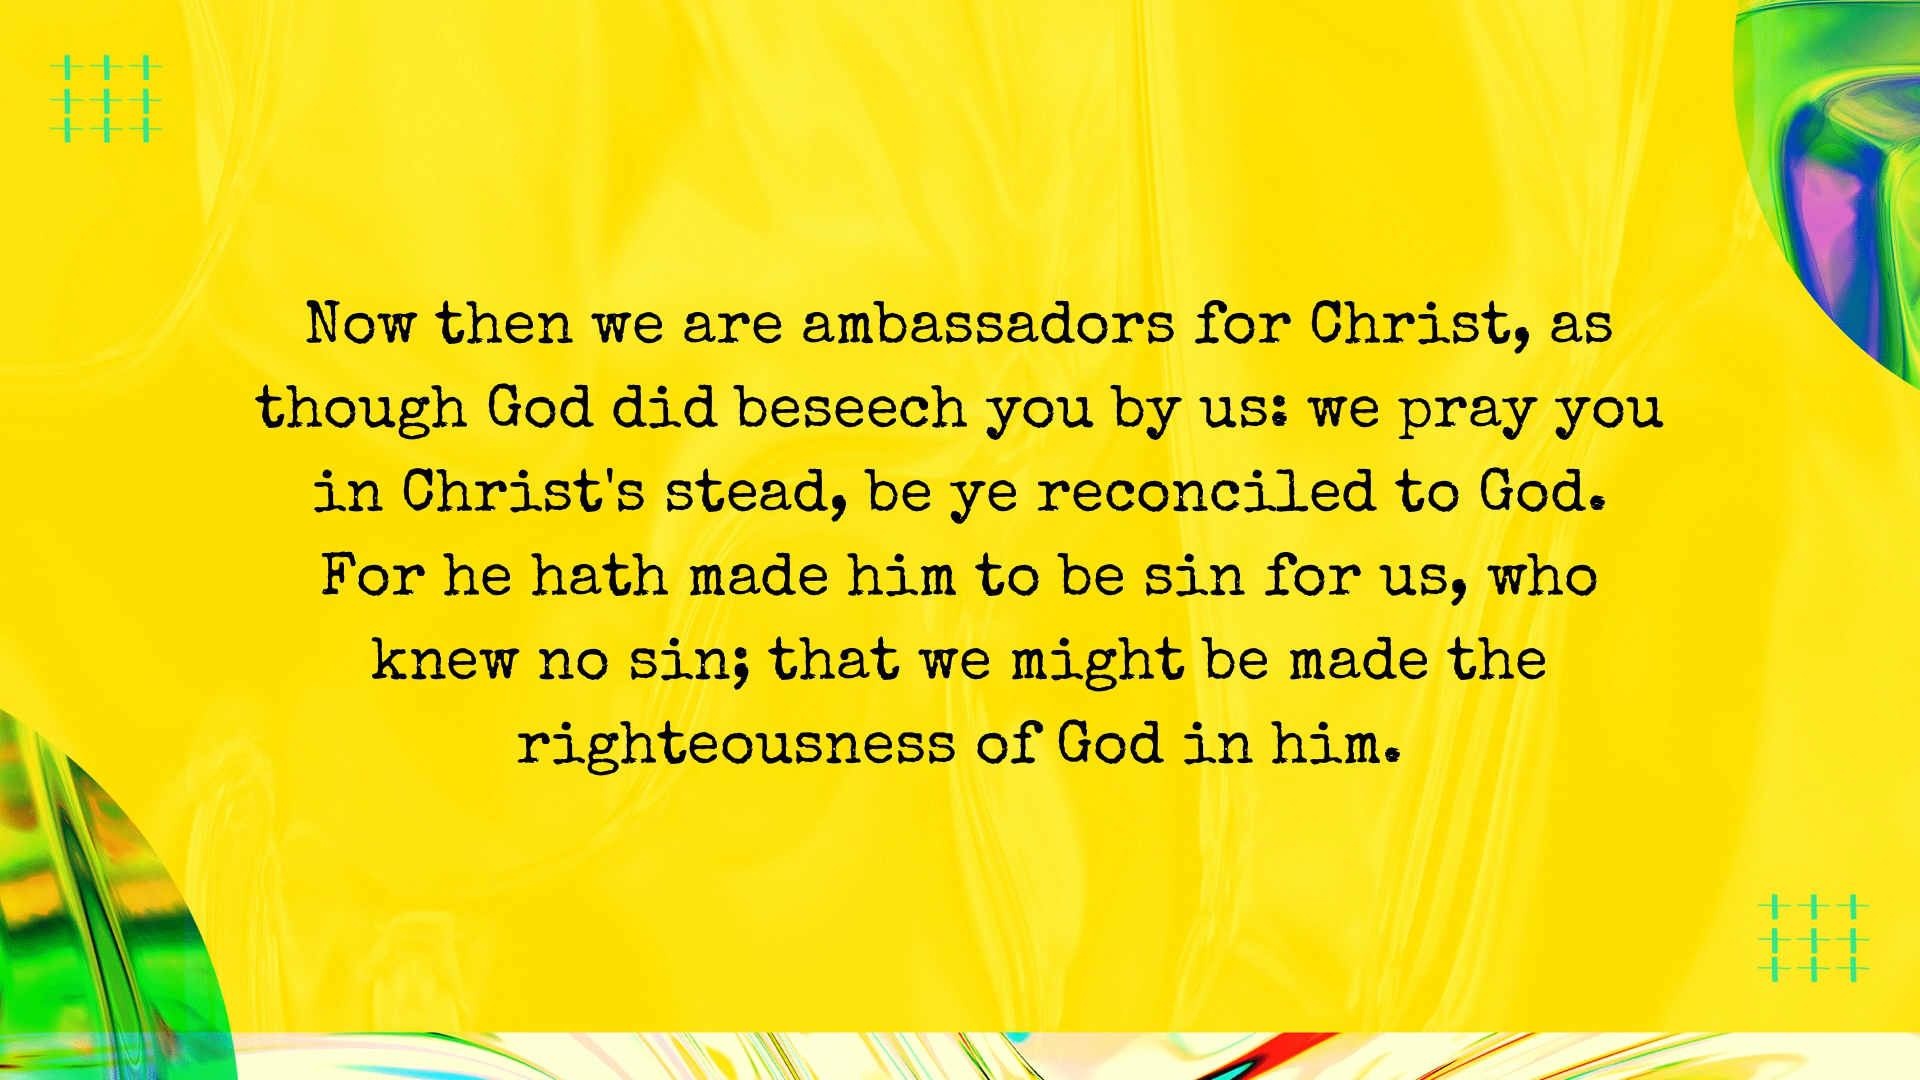 Now then we are ambassadors for Christ, as
though God did beseech you by us: we pray you
in Christ's stead, be ye reconciled to God.
For he hath made him to be sin for us, who
knew no sin; that we might be made the
righteousness of God in him.